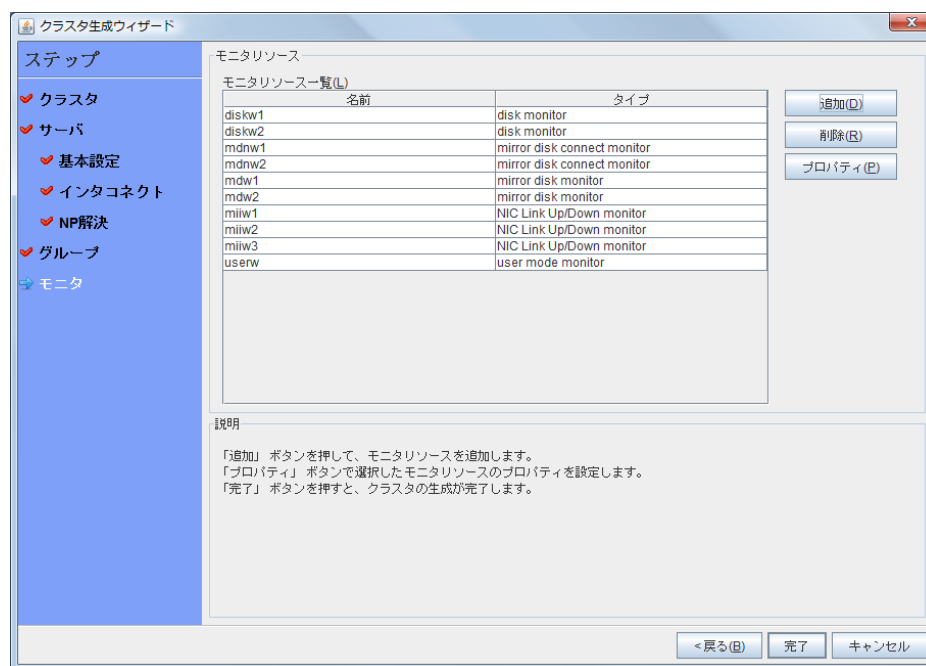 クラスタ生成ウィザード
ステップ
クラスタ
サーバ
基本設定
インタコネクト
NP解決
グループ
モニタ
モニタリソース
モニタリソース一覧(L)
名前 タイプ
diskw1 disk monitor
diskw2 disk monitor
mdnw1 mirror disk connect monitor
mdnw2 mirror disk connect monitor
mdw1 mirror disk monitor
mdw2 mirror disk monitor
miiw1 NIC Link Up/Down monitor
miiw2 NIC Link Up/Down monitor
miiw3 NIC Link Up/Down monitor
userw user mode monitor
追加(D)
削除(R)
プロパティ(P)
説明
「追加」 ボタンを押して、モニタリソースを追加します。
「プロパティ」 ボタンで選択したモニタリソースのプロパティを設定します。
「完了」 ボタンを押すと、クラスタの生成が完了します。
<戻る(B) 完了 キャンセル